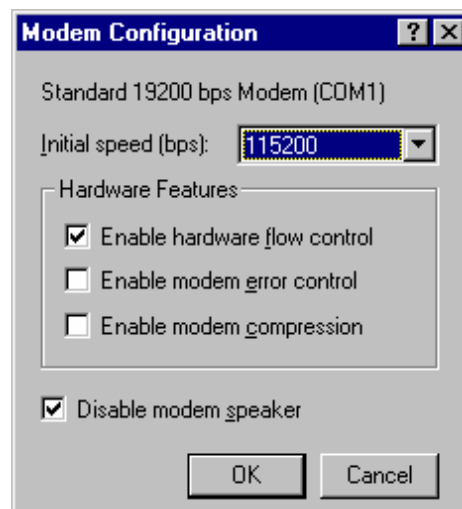 Modem Configuration
Standard 19200 bps Modem (COM1)
Initial speed (bps): 115200
Hardware Features
Enable hardware flow control
Enable modem error control
Enable modem compression
Disable modem speaker
OK Cancel